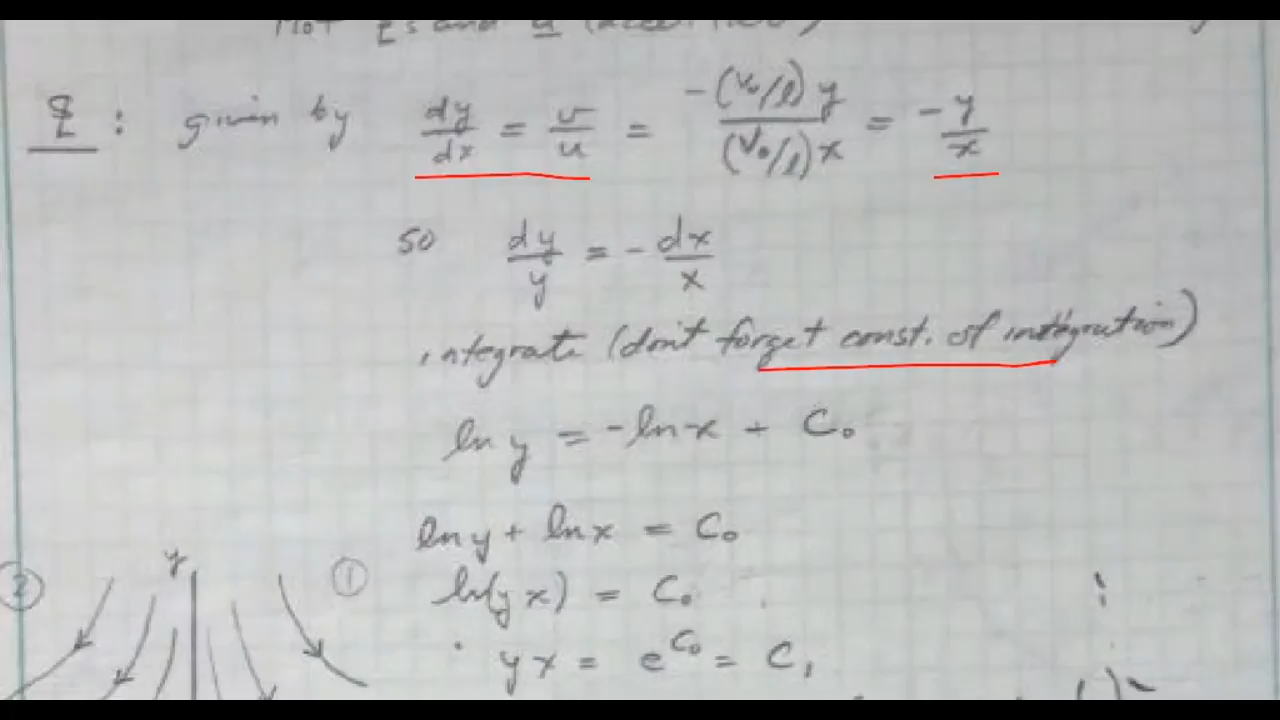 and
given by dy/dx = v/u = -(V₀/l) y / (V₀/l) x = -y/x
so dy/y = - dx/x
integrate (don't forget const. of integration)
ln y = -ln x + C₀
ln y + ln x = C₀
y ① ②
ln(y x) = C₀
y x = e^C₀ = C₁